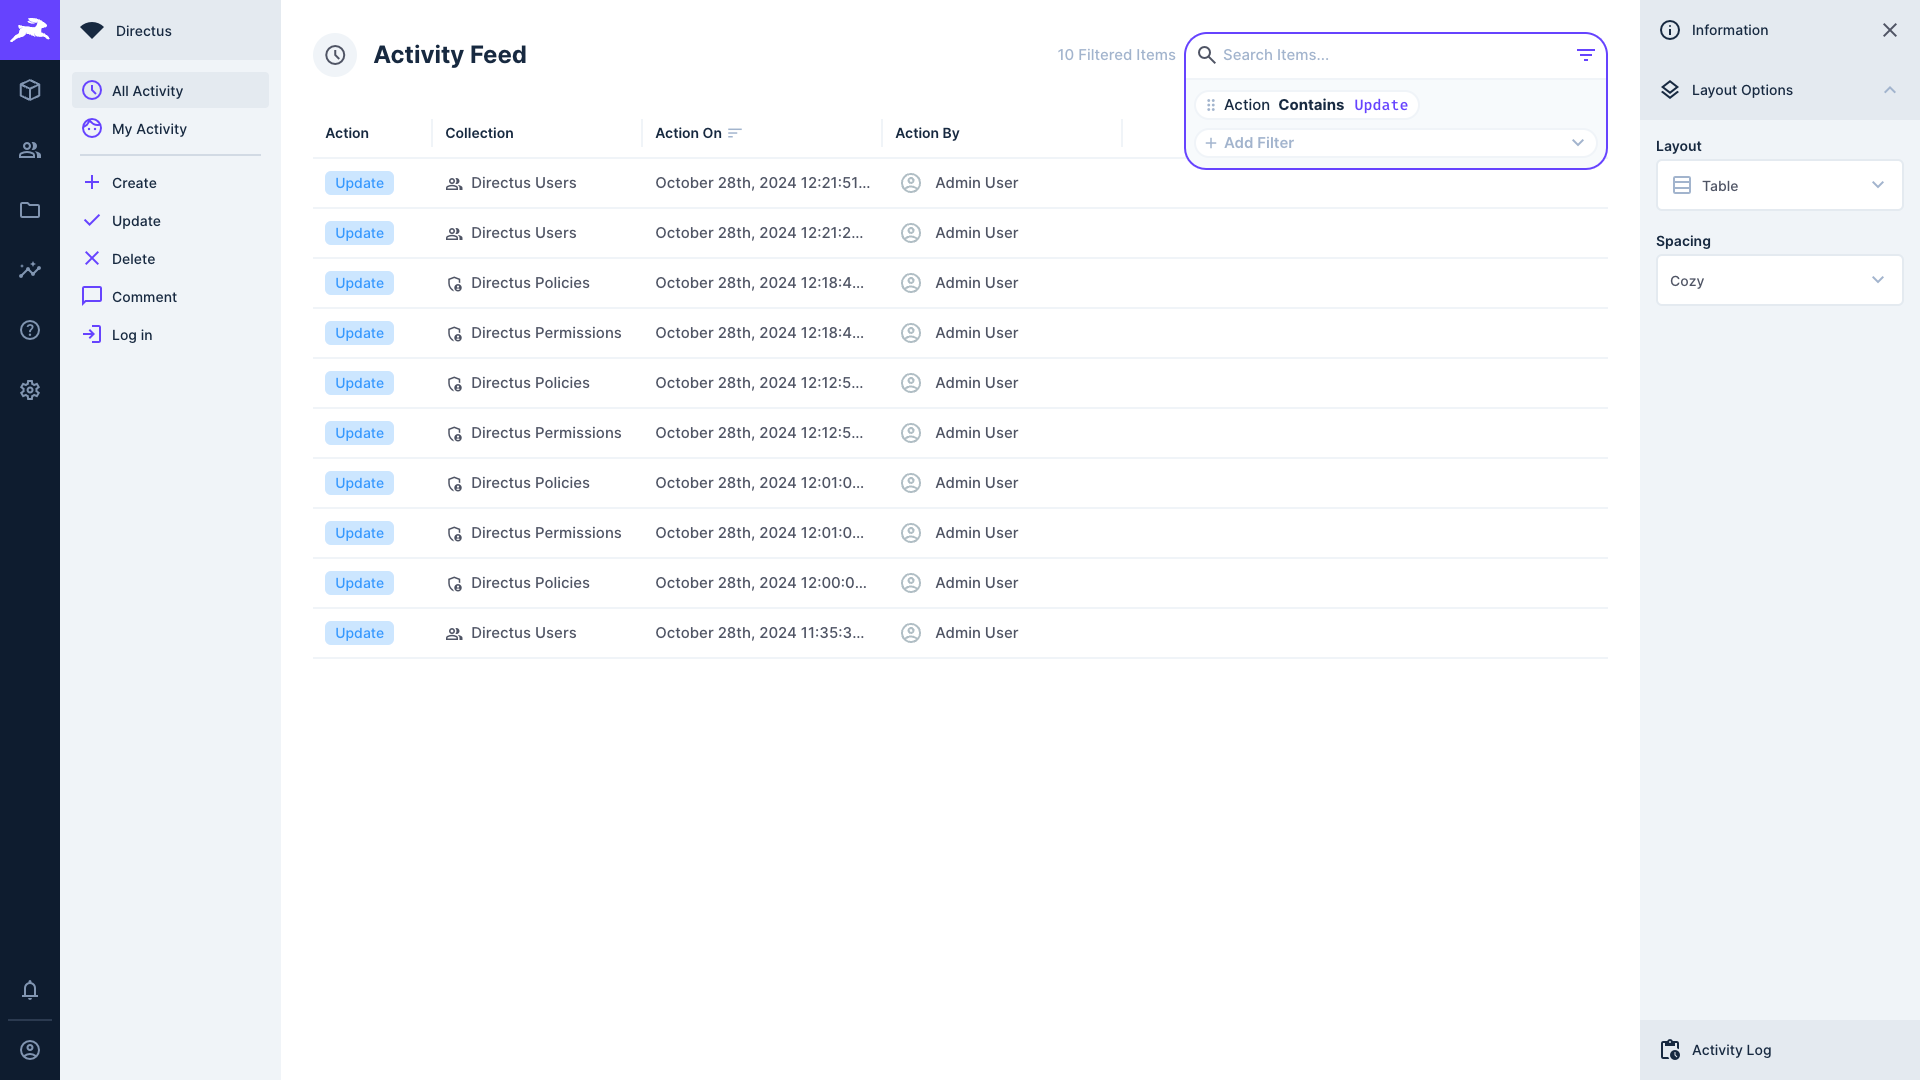 Directus
All Activity
My Activity
Create
Update
Delete
Comment
Log in
Activity Feed
10 Filtered Items
Search Items...
Action Contains Update
Add Filter
Action Collection Action On Action By
Update Directus Users October 28th, 2024 12:21:51... Admin User
Update Directus Users October 28th, 2024 12:21:2... Admin User
Update Directus Policies October 28th, 2024 12:18:4... Admin User
Update Directus Permissions October 28th, 2024 12:18:4... Admin User
Update Directus Policies October 28th, 2024 12:12:5... Admin User
Update Directus Permissions October 28th, 2024 12:12:5... Admin User
Update Directus Policies October 28th, 2024 12:01:0... Admin User
Update Directus Permissions October 28th, 2024 12:01:0... Admin User
Update Directus Policies October 28th, 2024 12:00:0... Admin User
Update Directus Users October 28th, 2024 11:35:3... Admin User
Information
Layout Options
Layout
Table
Spacing
Cozy
Activity Log